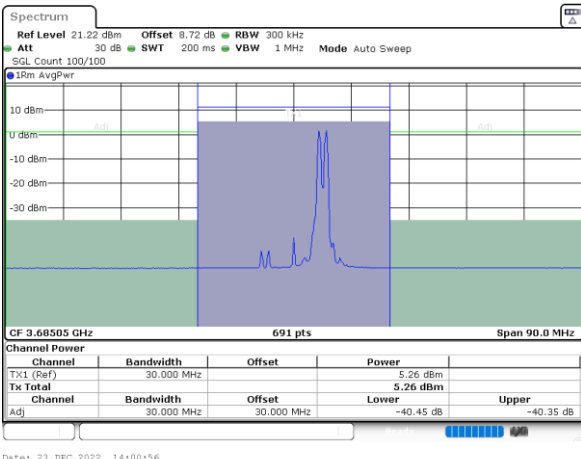 Spectrum
Ref Level 21.22 dBm Offset 8.72 dB RBW 300 kHz
Att 30 dB SWT 200 ms VBW 1 MHz Mode Auto Sweep
SGL Count 100/100
1Rm AvgPwr
10 dBm
Adj Adj
0 dBm
-10 dBm
-20 dBm
-30 dBm
CF 3.68505 GHz 691 pts Span 90.0 MHz
Channel Power
Channel Bandwidth Offset Power
TX1 (Ref) 30.000 MHz 5.26 dBm
Tx Total 5.26 dBm
Channel Bandwidth Offset Lower Upper
Adj 30.000 MHz 30.000 MHz -40.45 dB -40.35 dB
Ready
Date: 23.DEC.2022 14:00:56